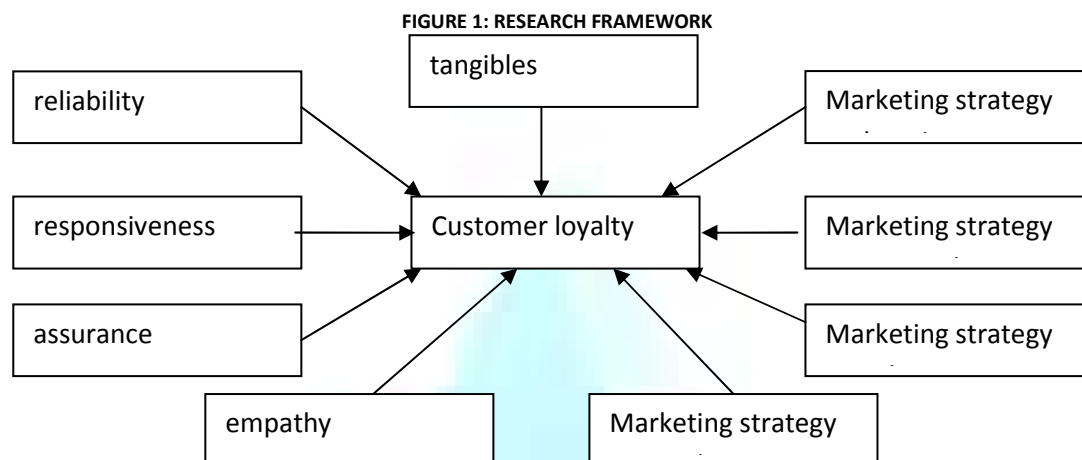 FIGURE 1: RESEARCH FRAMEWORK
tangibles
reliability
Marketing strategy
responsiveness
Customer loyalty
Marketing strategy
assurance
Marketing strategy
empathy
Marketing strategy